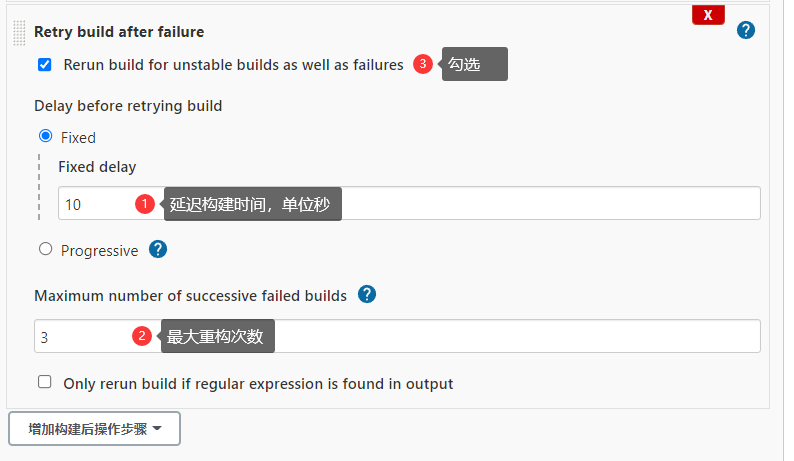 X
Retry build after failure ?
Rerun build for unstable builds as well as failures 3 勾选
Delay before retrying build
Fixed
Fixed delay
10 1 延迟构建时间，单位秒
Progressive ?
Maximum number of successive failed builds ?
3 2 最大重构次数
Only rerun build if regular expression is found in output
增加构建后操作步骤